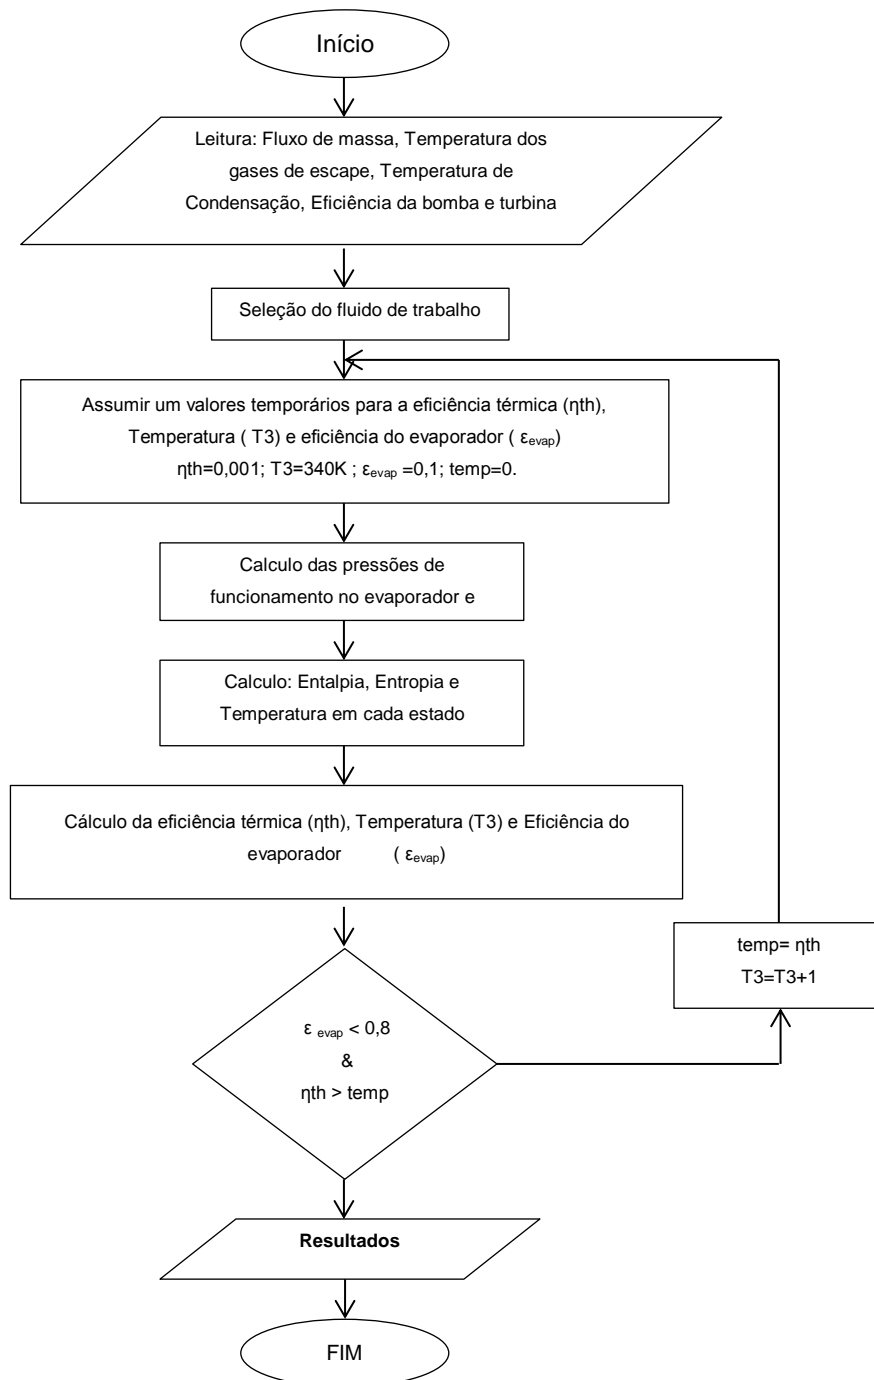 Início
Leitura: Fluxo de massa, Temperatura dos
gases de escape, Temperatura de
Condensação, Eficiência da bomba e turbina
Seleção do fluido de trabalho
Assumir um valores temporários para a eficiência térmica (ηth),
Temperatura ( T3) e eficiência do evaporador ( εevap)
ηth=0,001; T3=340K ; εevap =0,1; temp=0.
Calculo das pressões de
funcionamento no evaporador e
Calculo: Entalpia, Entropia e
Temperatura em cada estado
Cálculo da eficiência térmica (ηth), Temperatura (T3) e Eficiência do
evaporador ( εevap)
temp= ηth
T3=T3+1
ε evap < 0,8
&
ηth > temp
Resultados
FIM